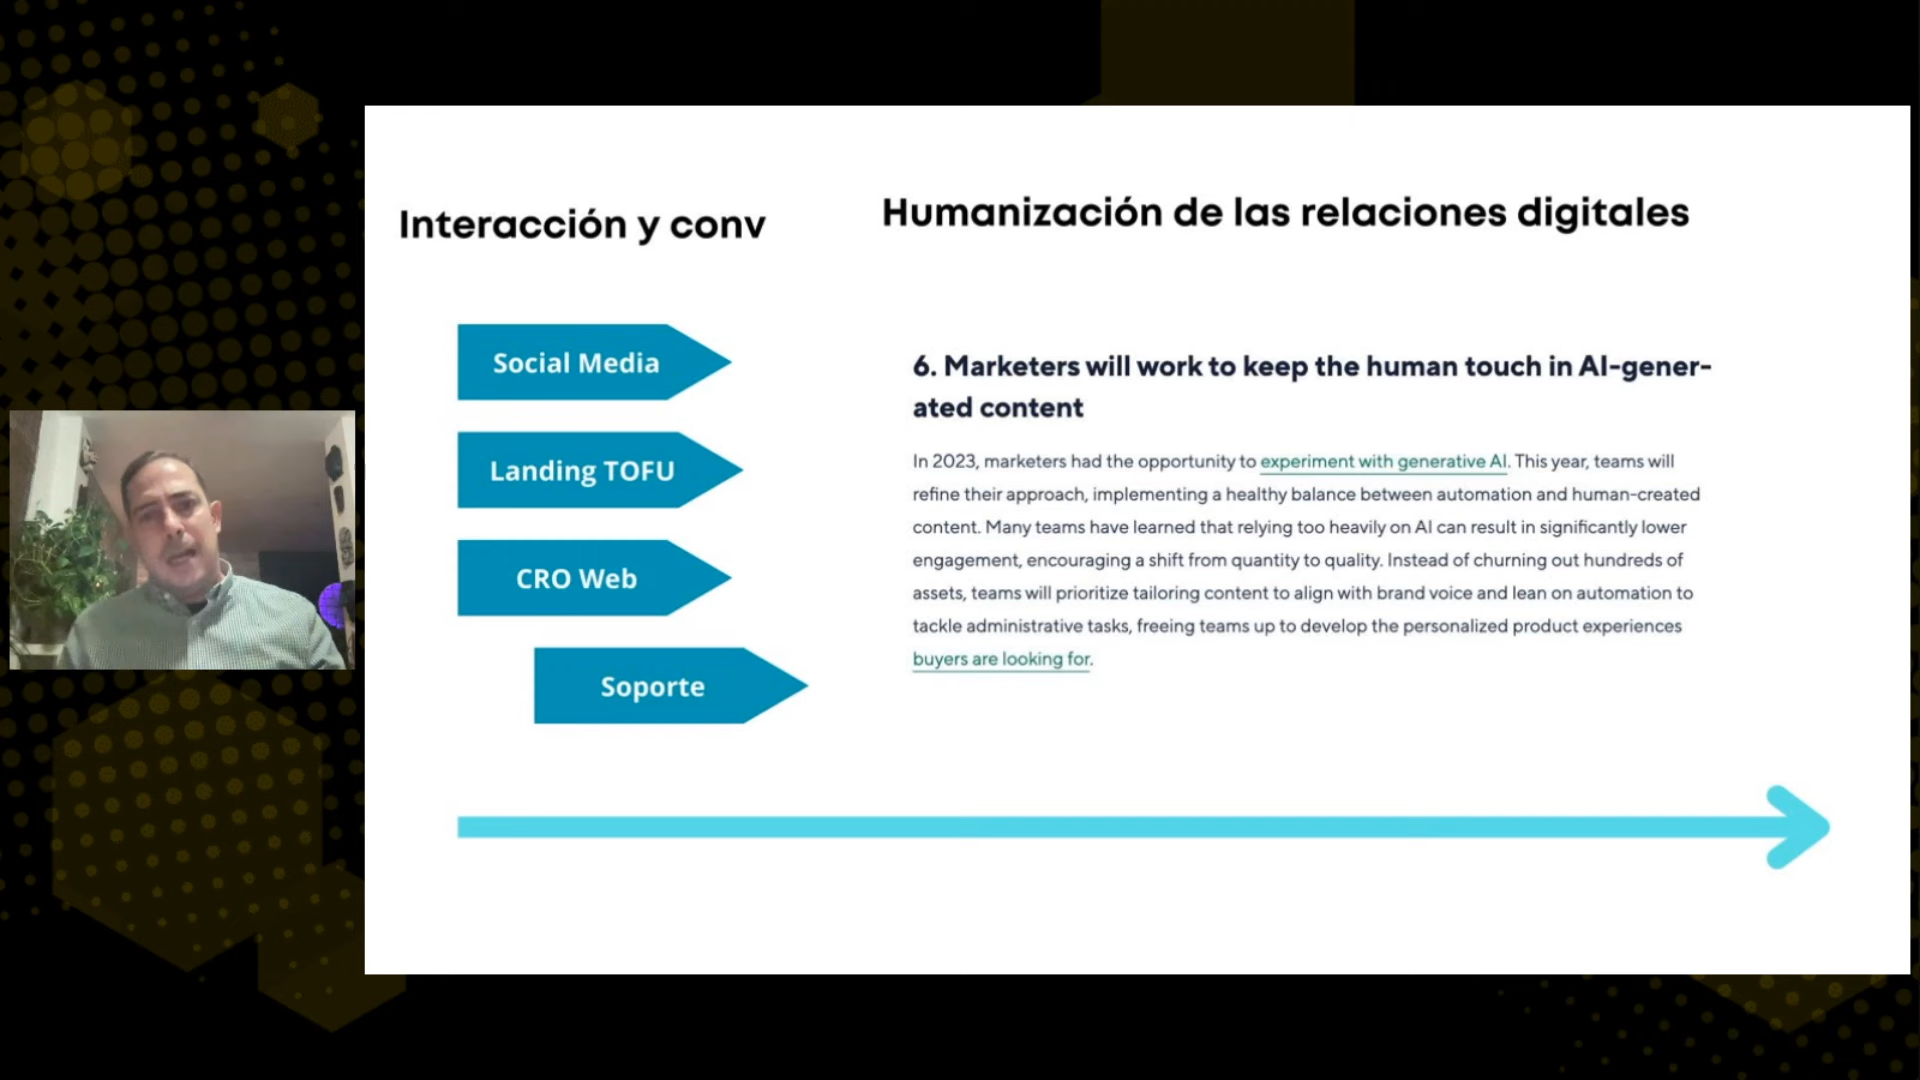 Interacción y conv
Social Media
Landing TOFU
CRO Web
Soporte
Humanización de las relaciones digitales
6. Marketers will work to keep the human touch in AI-gener-
ated content
In 2023, marketers had the opportunity to experiment with generative AI. This year, teams will
refine their approach, implementing a healthy balance between automation and human-created
content. Many teams have learned that relying too heavily on AI can result in significantly lower
engagement, encouraging a shift from quantity to quality. Instead of churning out hundreds of
assets, teams will prioritize tailoring content to align with brand voice and lean on automation to
tackle administrative tasks, freeing teams up to develop the personalized product experiences
buyers are looking for.